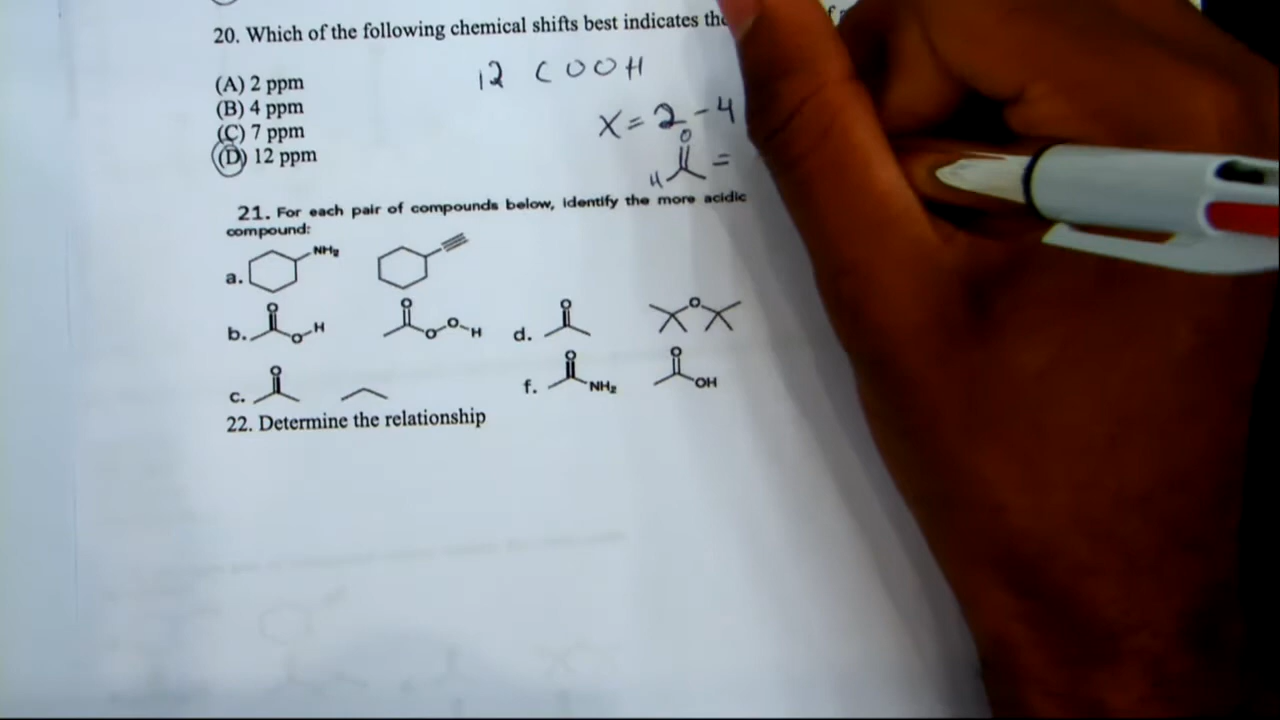 20. Which of the following chemical shifts best indicates the
(A) 2 ppm
(B) 4 ppm
(C) 7 ppm
(D) 12 ppm
12 COOH
X = 2 - 4
O
H =
21. For each pair of compounds below, identify the more acidic
compound:
a. NH₂
b. O O H O O O H
d. O O
c. O
f. O NH₂ O OH
22. Determine the relationship